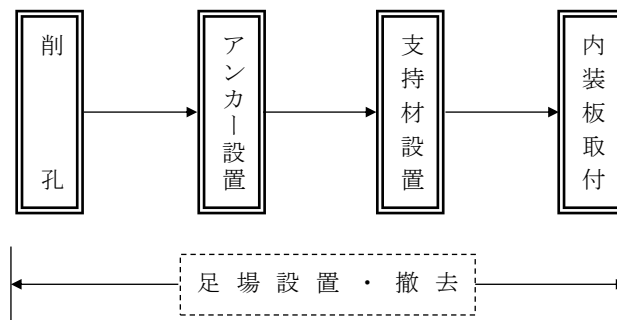 削孔
アンカー設置
支持材設置
内装板取付
足場設置・撤去